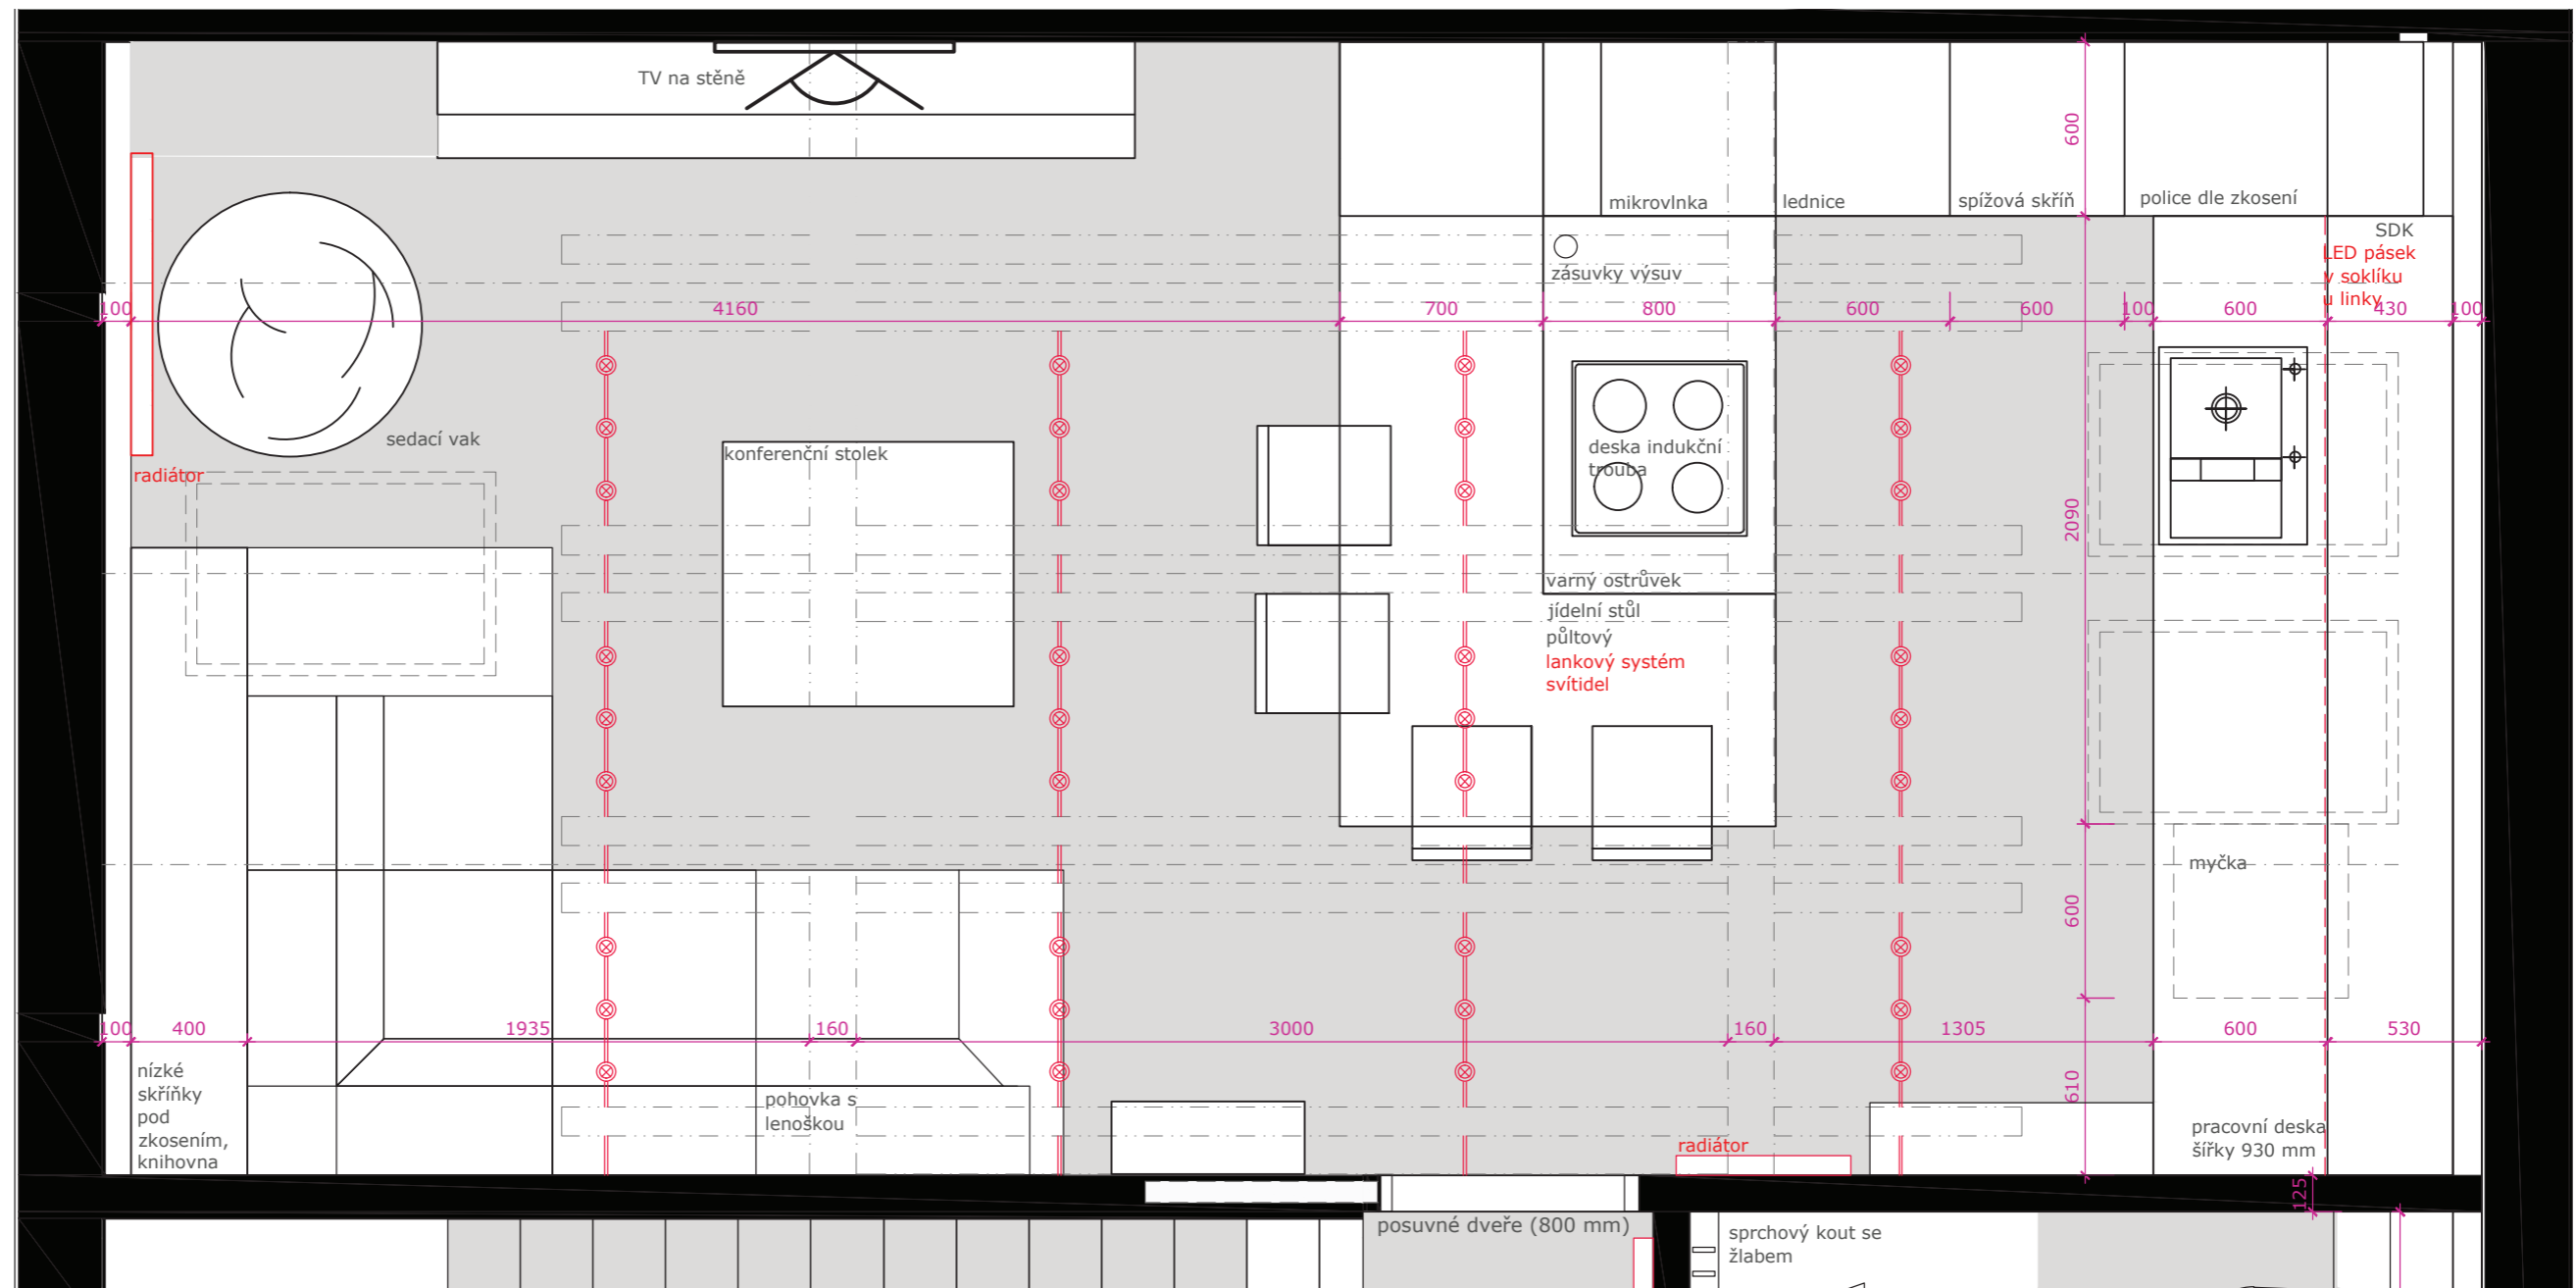 TV na stěně
600
mikrovlnka
lednice
spížová skříň
police dle zkosení
SDK
LED pásek
v soklíku
u linky
zásuvky výsuv
100
4160
700
800
600
600
100
600
430
100
sedací vak
radiátor
konferenční stolek
deska indukční
trouba
2090
varný ostrůvek
jídelní stůl
půltový
lankový systém
svítidel
myčka
600
100
400
1935
160
3000
160
1305
600
530
nízké
skříňky
pod
zkosením,
knihovna
pohovka s
lenoškou
610
radiátor
pracovní deska
šířky 930 mm
125
posuvné dveře (800 mm)
sprchový kout se
žlabem